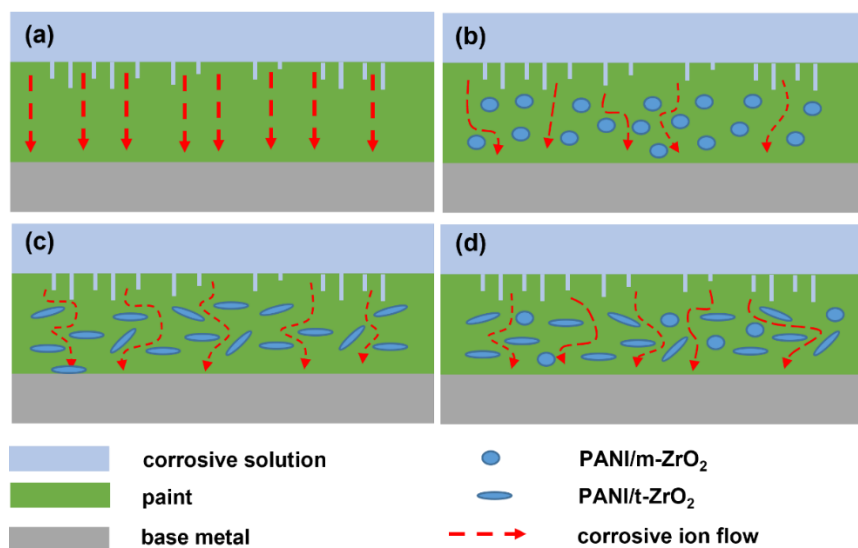 (a)
(b)
(c)
(d)
corrosive solution
PANI/m-ZrO₂
paint
PANI/t-ZrO₂
base metal
corrosive ion flow